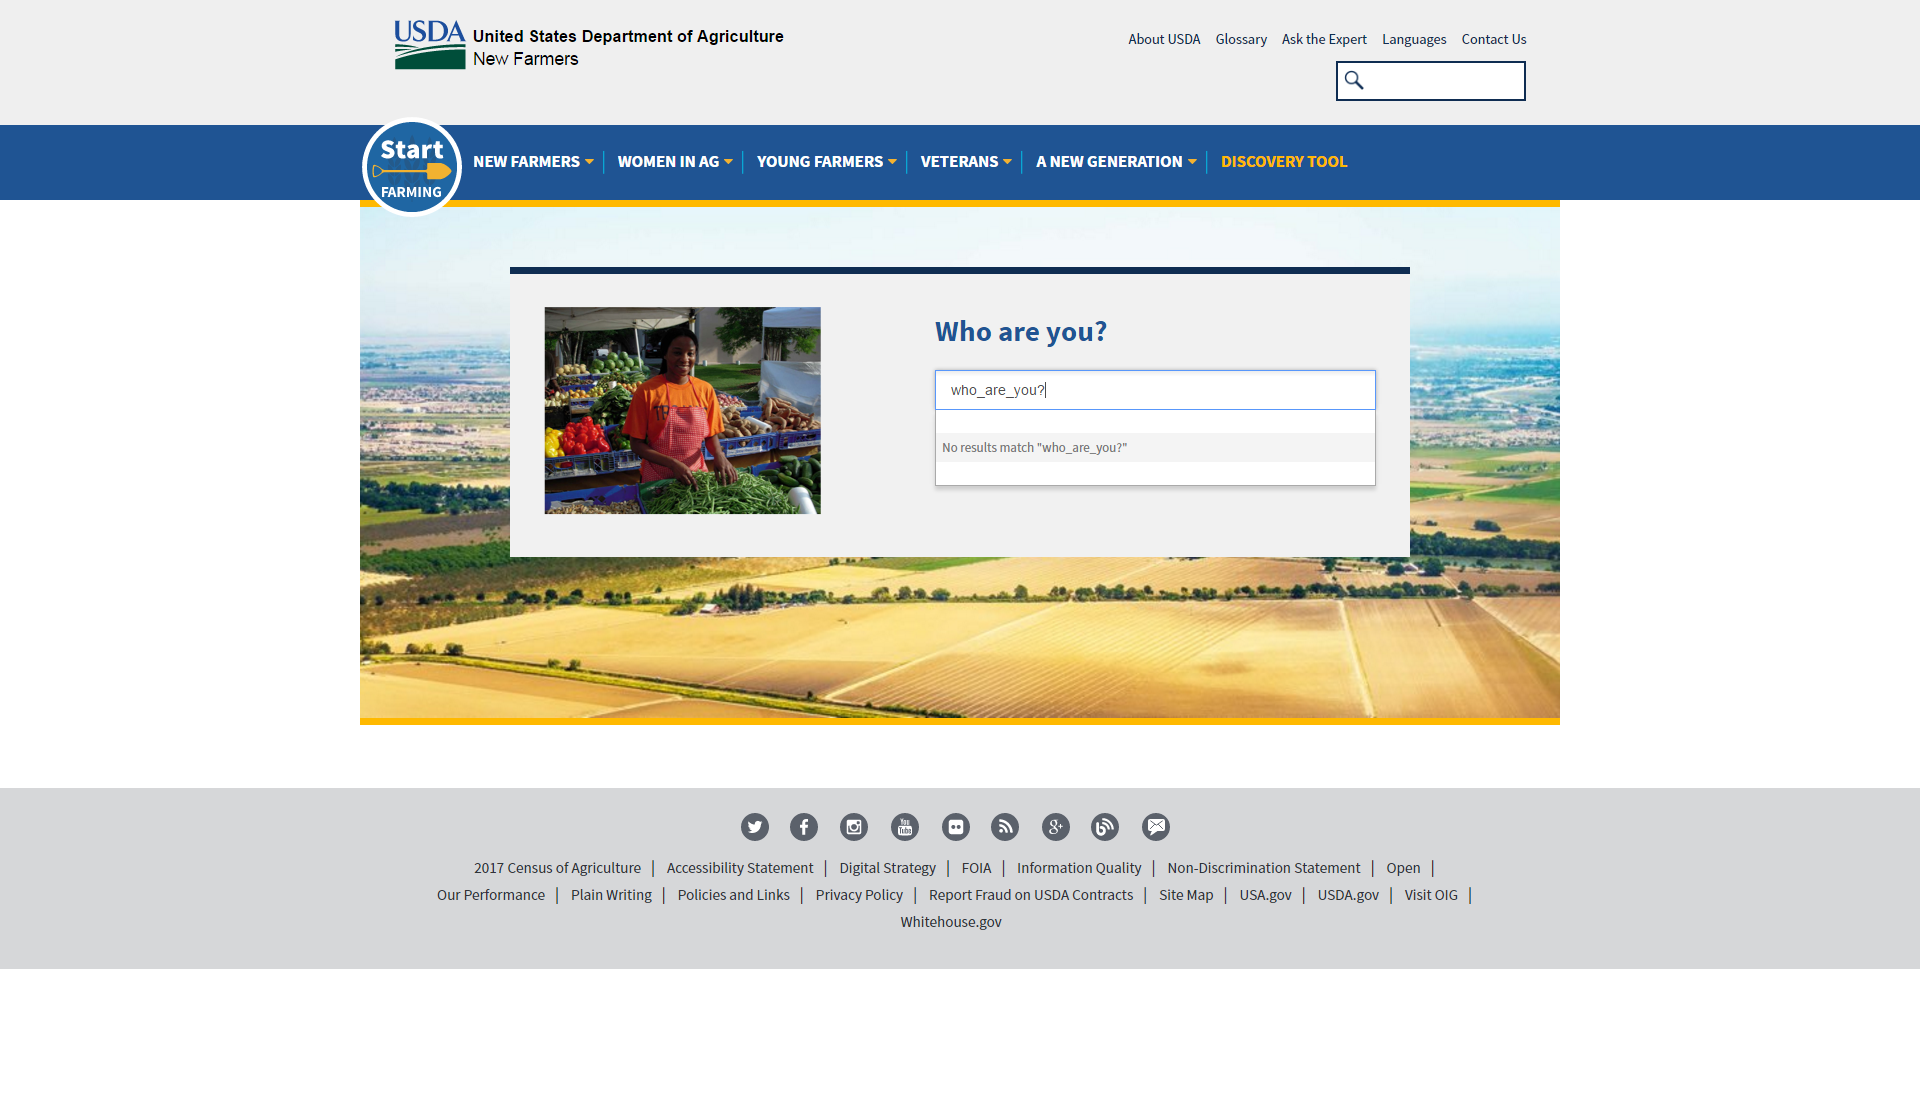 USDA United States Department of Agriculture
New Farmers
About USDA Glossary Ask the Expert Languages Contact Us
Start
FARMING
NEW FARMERS WOMEN IN AG YOUNG FARMERS VETERANS A NEW GENERATION DISCOVERY TOOL
Who are you?
who_are_you?
No results match "who_are_you?"
You
Tube
g+
2017 Census of Agriculture | Accessibility Statement | Digital Strategy | FOIA | Information Quality | Non-Discrimination Statement | Open |
Our Performance | Plain Writing | Policies and Links | Privacy Policy | Report Fraud on USDA Contracts | Site Map | USA.gov | USDA.gov | Visit OIG |
Whitehouse.gov